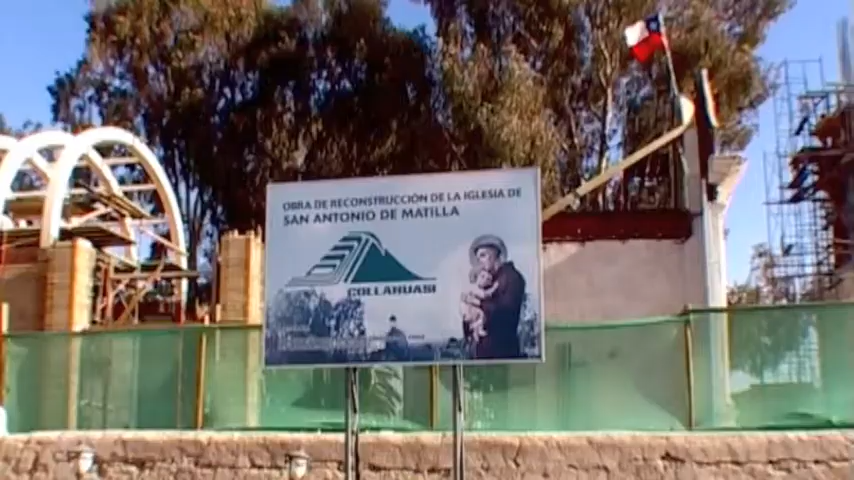 OBRA DE RECONSTRUCCIÓN DE LA IGLESIA DE
SAN ANTONIO DE MATILLA
COLLAHUASI